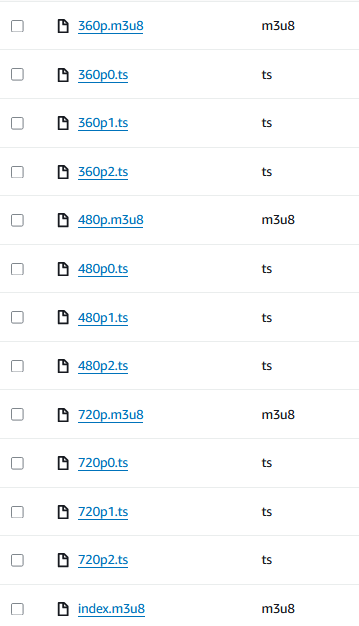 360p.m3u8 m3u8
360p0.ts ts
360p1.ts ts
360p2.ts ts
480p.m3u8 m3u8
480p0.ts ts
480p1.ts ts
480p2.ts ts
720p.m3u8 m3u8
720p0.ts ts
720p1.ts ts
720p2.ts ts
index.m3u8 m3u8